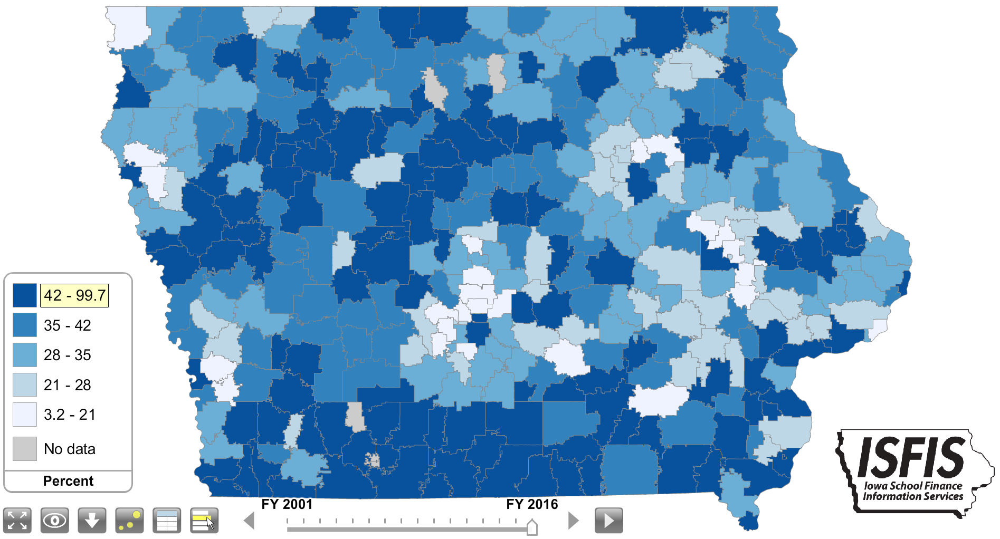 42 - 99.7
35 - 42
28 - 35
21 - 28
3.2 - 21
No data
Percent
FY 2001
FY 2016
ISFIS
Iowa School Finance
Information Services